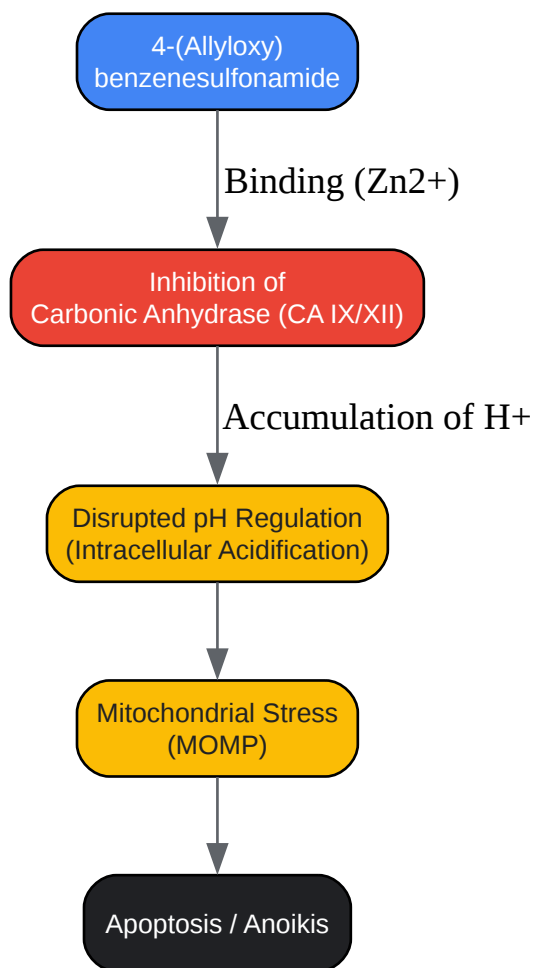 4-(Allyloxy)
benzenesulfonamide
Binding (Zn2+)
Inhibition of
Carbonic Anhydrase (CA IX/XII)
Accumulation of H+
Disrupted pH Regulation
(Intracellular Acidification)
Mitochondrial Stress
(MOMP)
Apoptosis / Anoikis